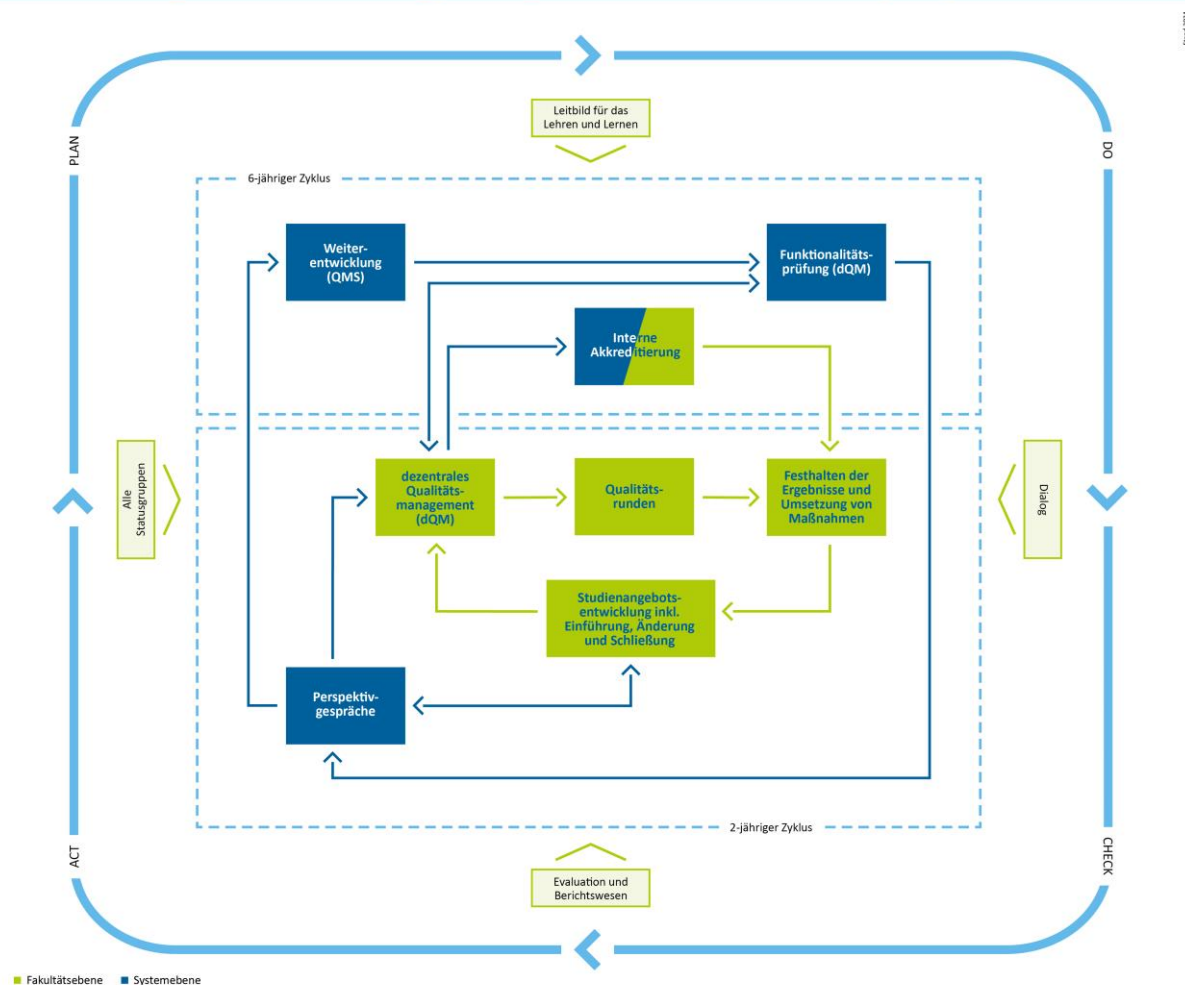 Leitbild für das
Lehren und Lernen
PLAN
DO
6-jähriger Zyklus
Weiter-
entwicklung
(QMS)
Funktionalitäts-
prüfung (dQM)
Interne
Akkreditierung
Alle
Statusgruppen
dezentrales
Qualitäts-
management
(dQM)
Qualitäts-
runden
Festhalten der
Ergebnisse und
Umsetzung von
Maßnahmen
Dialog
Studienangebots-
entwicklung inkl.
Einführung, Änderung
und Schließung
Perspektiv-
gespräche
2-jähriger Zyklus
ACT
CHECK
Evaluation und
Berichtswesen
Fakultätsebene
Systemebene